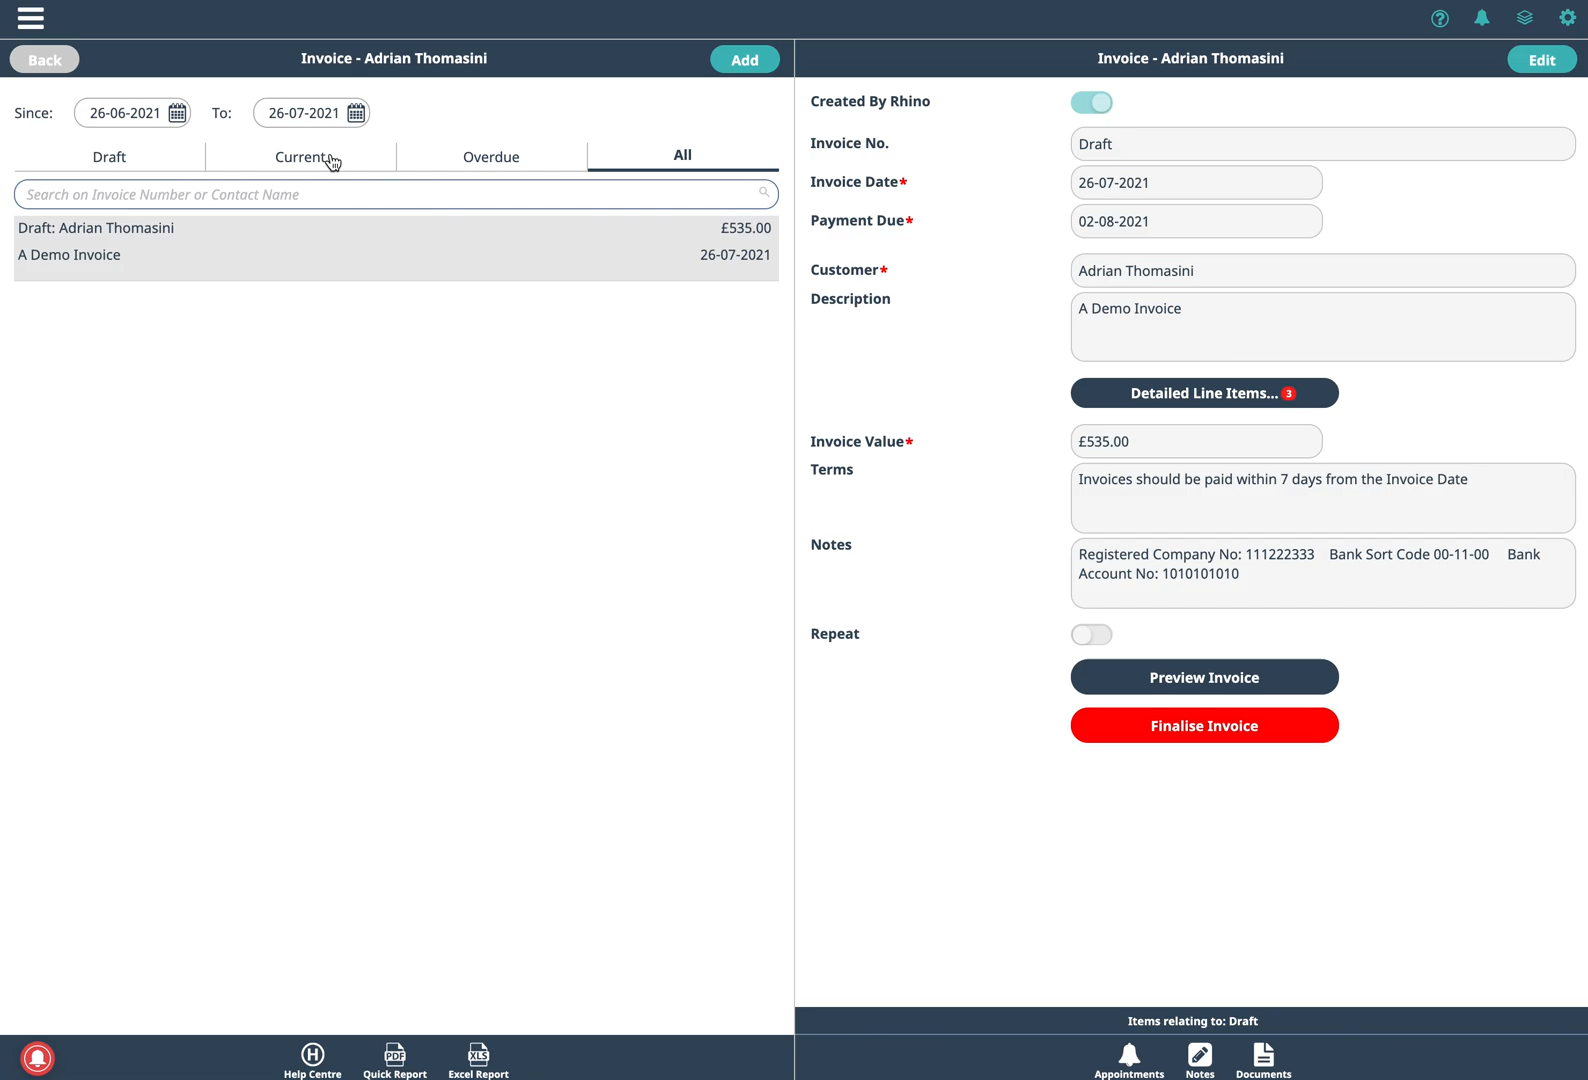 Back
Invoice - Adrian Thomasini
Add
Invoice - Adrian Thomasini
Edit
Since:
26-06-2021
To:
26-07-2021
Draft
Current
Overdue
All
Search on Invoice Number or Contact Name
Draft: Adrian Thomasini
£535.00
A Demo Invoice
26-07-2021
Created By Rhino
Invoice No.
Draft
Invoice Date*
26-07-2021
Payment Due*
02-08-2021
Customer*
Adrian Thomasini
Description
A Demo Invoice
Detailed Line Items... 3
Invoice Value*
£535.00
Terms
Invoices should be paid within 7 days from the Invoice Date
Notes
Registered Company No: 111222333 Bank Sort Code 00-11-00 Bank
Account No: 1010101010
Repeat
Preview Invoice
Finalise Invoice
Items relating to: Draft
H
Help Centre
PDF
Quick Report
XLS
Excel Report
Appointments
Notes
Documents